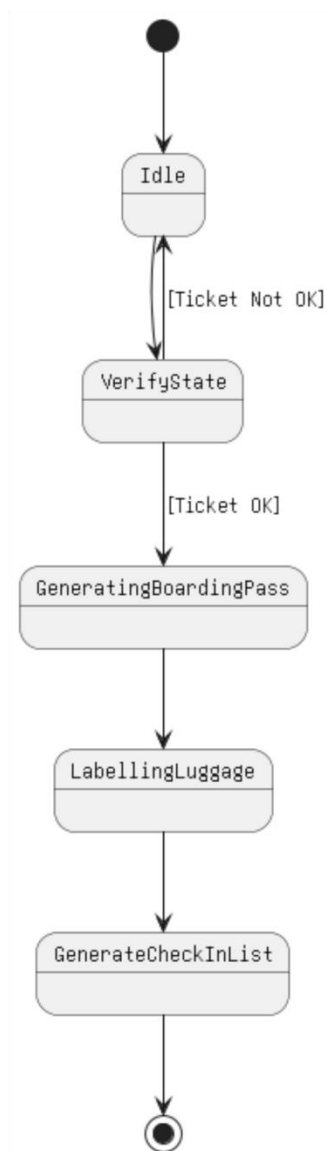 Idle
[Ticket Not OK]
VerifyState
[Ticket OK]
GeneratingBoardingPass
LabellingLuggage
GenerateCheckInList